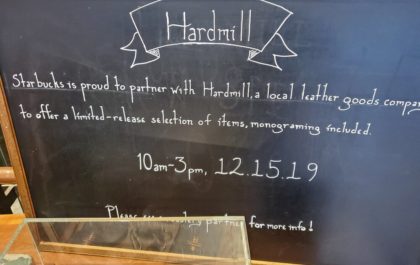 Hardmill
Starbucks is proud to partner with Hardmill, a local leather goods
to offer a limited-release selection of items, monograming included.
10am-3pm, 12.15.19
Please partner for more info!